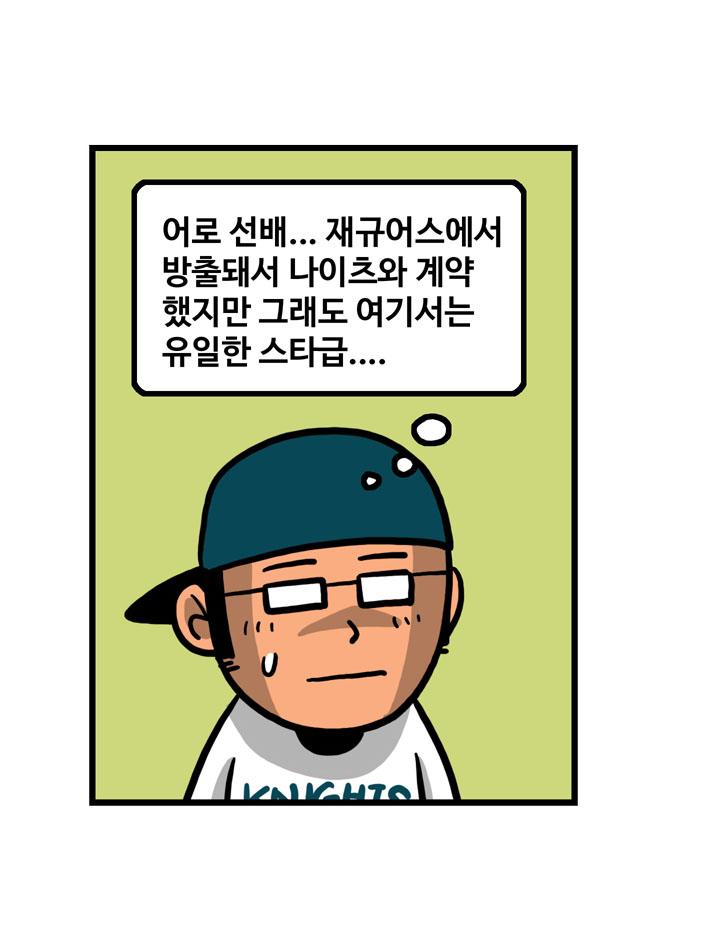 어로 선배... 재규어스에서
방출돼서 나이츠와 계약
했지만 그래도 여기서는
유일한 스타급....
KNIGHTS